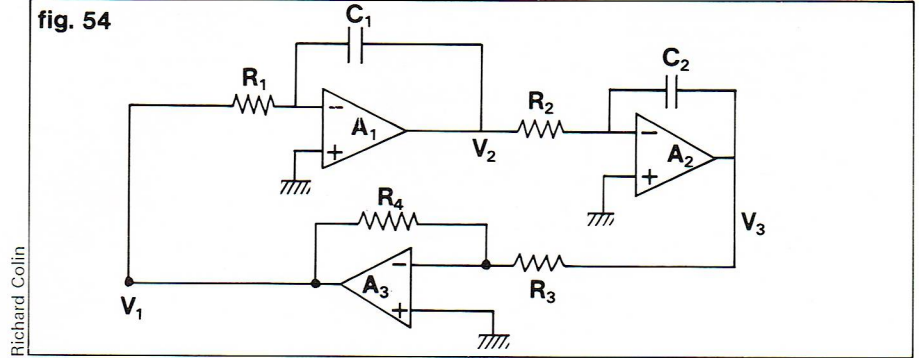 fig. 54
C1
R1
−
A1
+
V2
R2
C2
−
A2
+
V3
R4
−
A3
+
R3
V1
Richard Colin